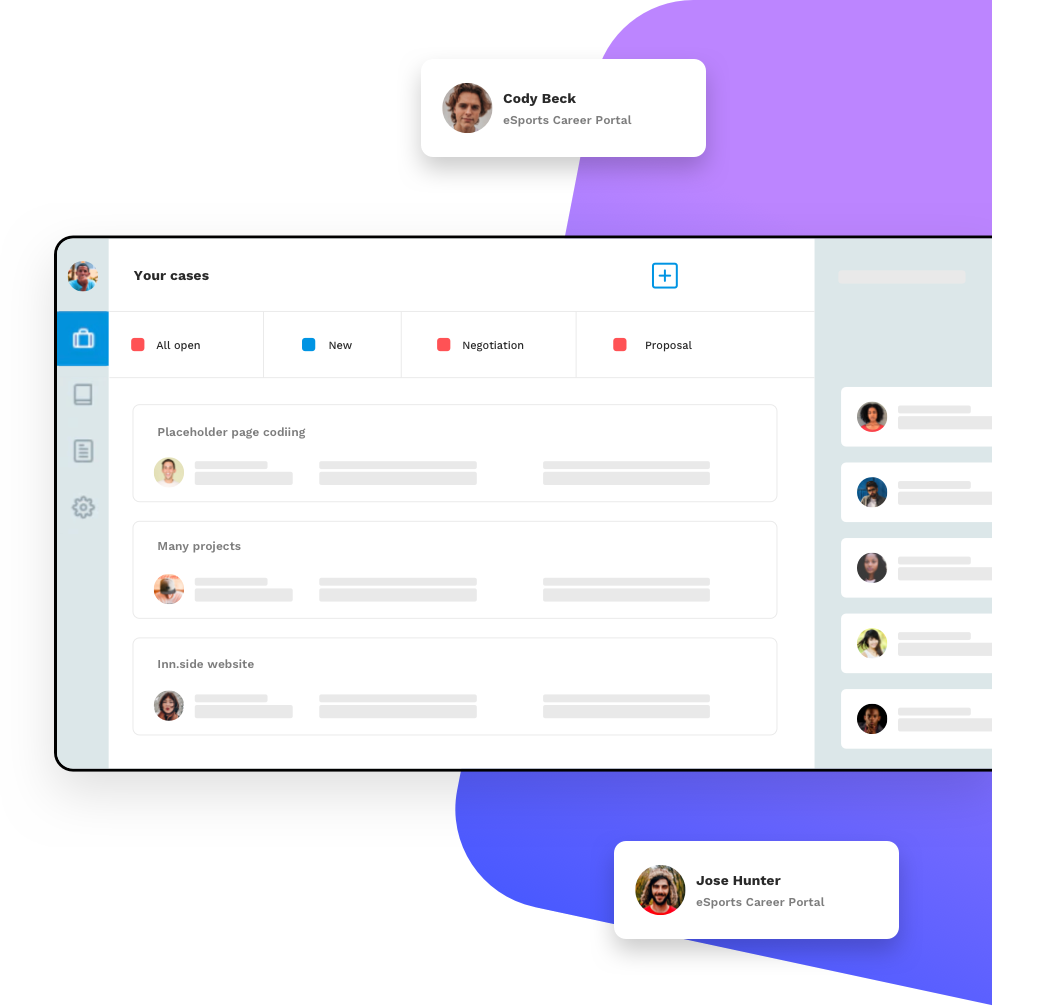 Cody Beck
eSports Career Portal
Your cases
All open
New
Negotiation
Proposal
Placeholder page codiing
Many projects
Inn.side website
Jose Hunter
eSports Career Portal